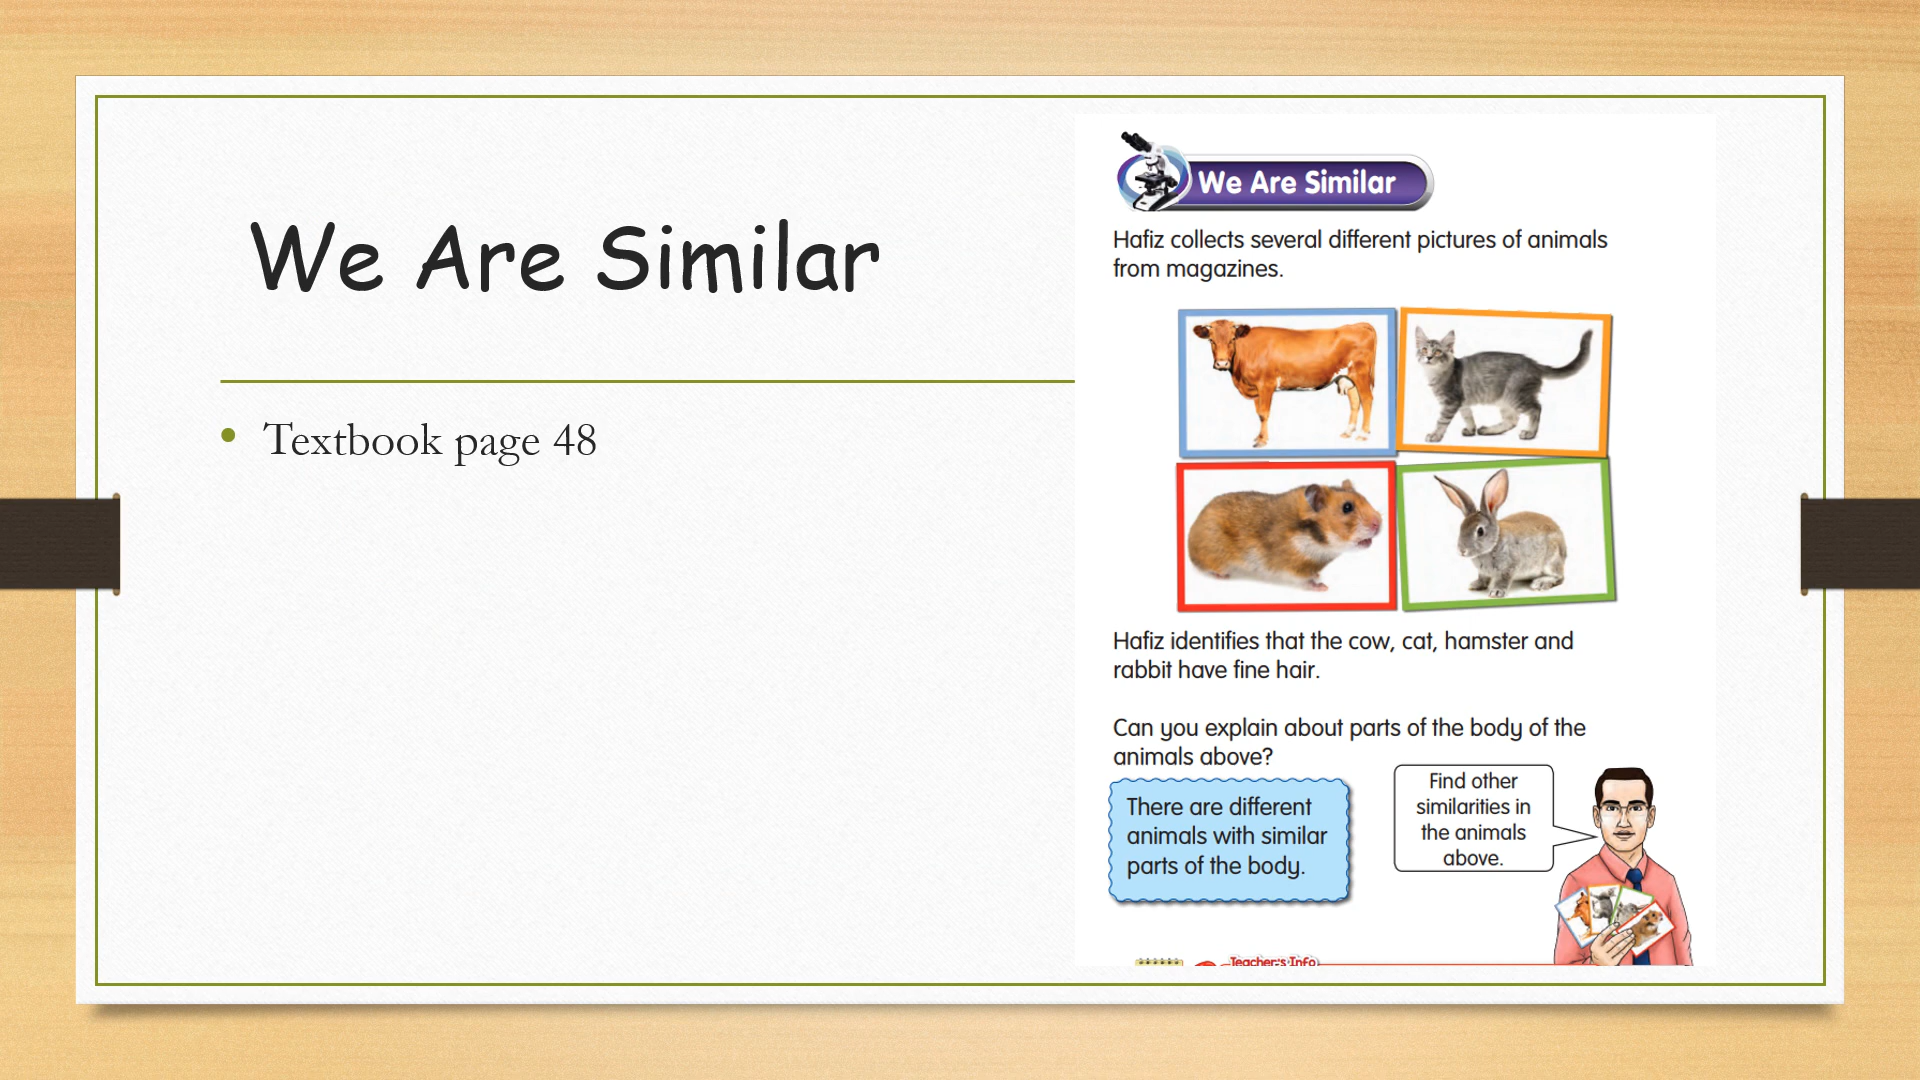 We Are Similar
• Textbook page 48
We Are Similar
Hafiz collects several different pictures of animals
from magazines.
Hafiz identifies that the cow, cat, hamster and
rabbit have fine hair.
Can you explain about parts of the body of the
animals above?
There are different
animals with similar
parts of the body.
Find other
similarities in
the animals
above.
Teacher's Info